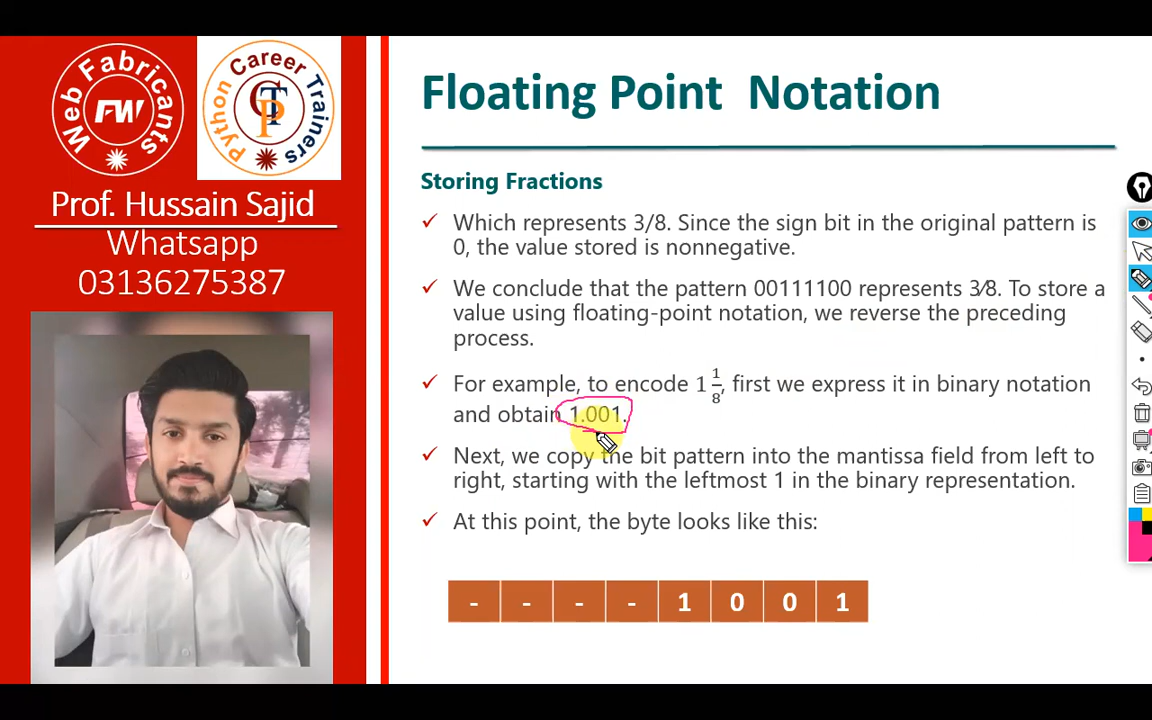 Web Fabricants
FW
Python Career Trainers
CTP
Prof. Hussain Sajid
Whatsapp
03136275387
Floating Point Notation
Storing Fractions
✓ Which represents 3/8. Since the sign bit in the original pattern is
0, the value stored is nonnegative.
✓ We conclude that the pattern 00111100 represents 3⁄8. To store a
value using floating-point notation, we reverse the preceding
process.
✓ For example, to encode 1 1/8, first we express it in binary notation
and obtain 1.001.
✓ Next, we copy the bit pattern into the mantissa field from left to
right, starting with the leftmost 1 in the binary representation.
✓ At this point, the byte looks like this:
- - - - 1 0 0 1